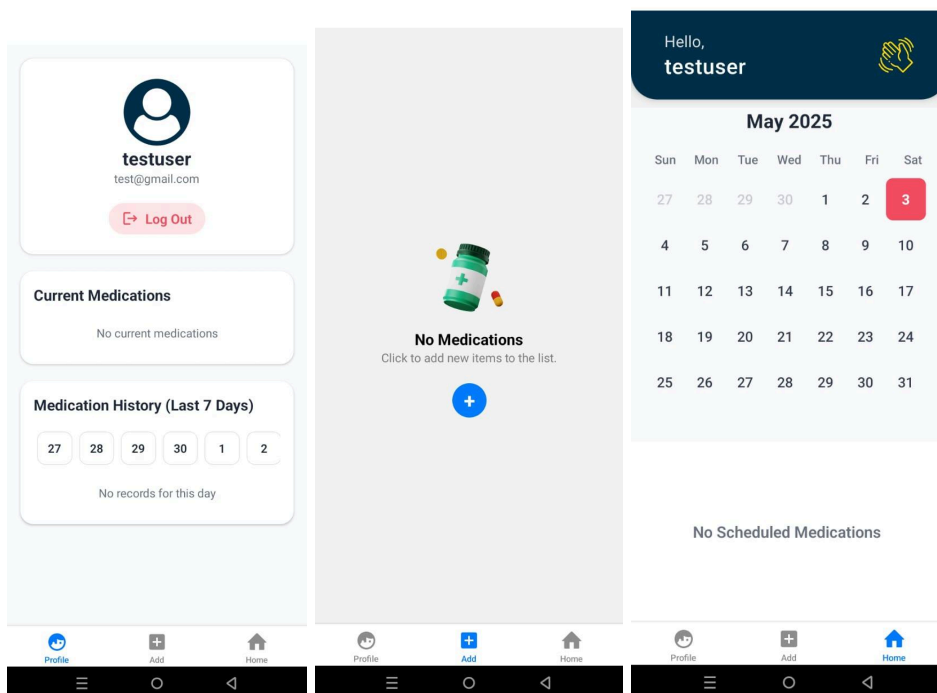 testuser
test@gmail.com
Log Out
Current Medications
No current medications
Medication History (Last 7 Days)
27 28 29 30 1 2
No records for this day
Profile Add Home
No Medications
Click to add new items to the list.
+
Profile Add Home
Hello,
testuser
May 2025
Sun Mon Tue Wed Thu Fri Sat
27 28 29 30 1 2 3
4 5 6 7 8 9 10
11 12 13 14 15 16 17
18 19 20 21 22 23 24
25 26 27 28 29 30 31
No Scheduled Medications
Profile Add Home